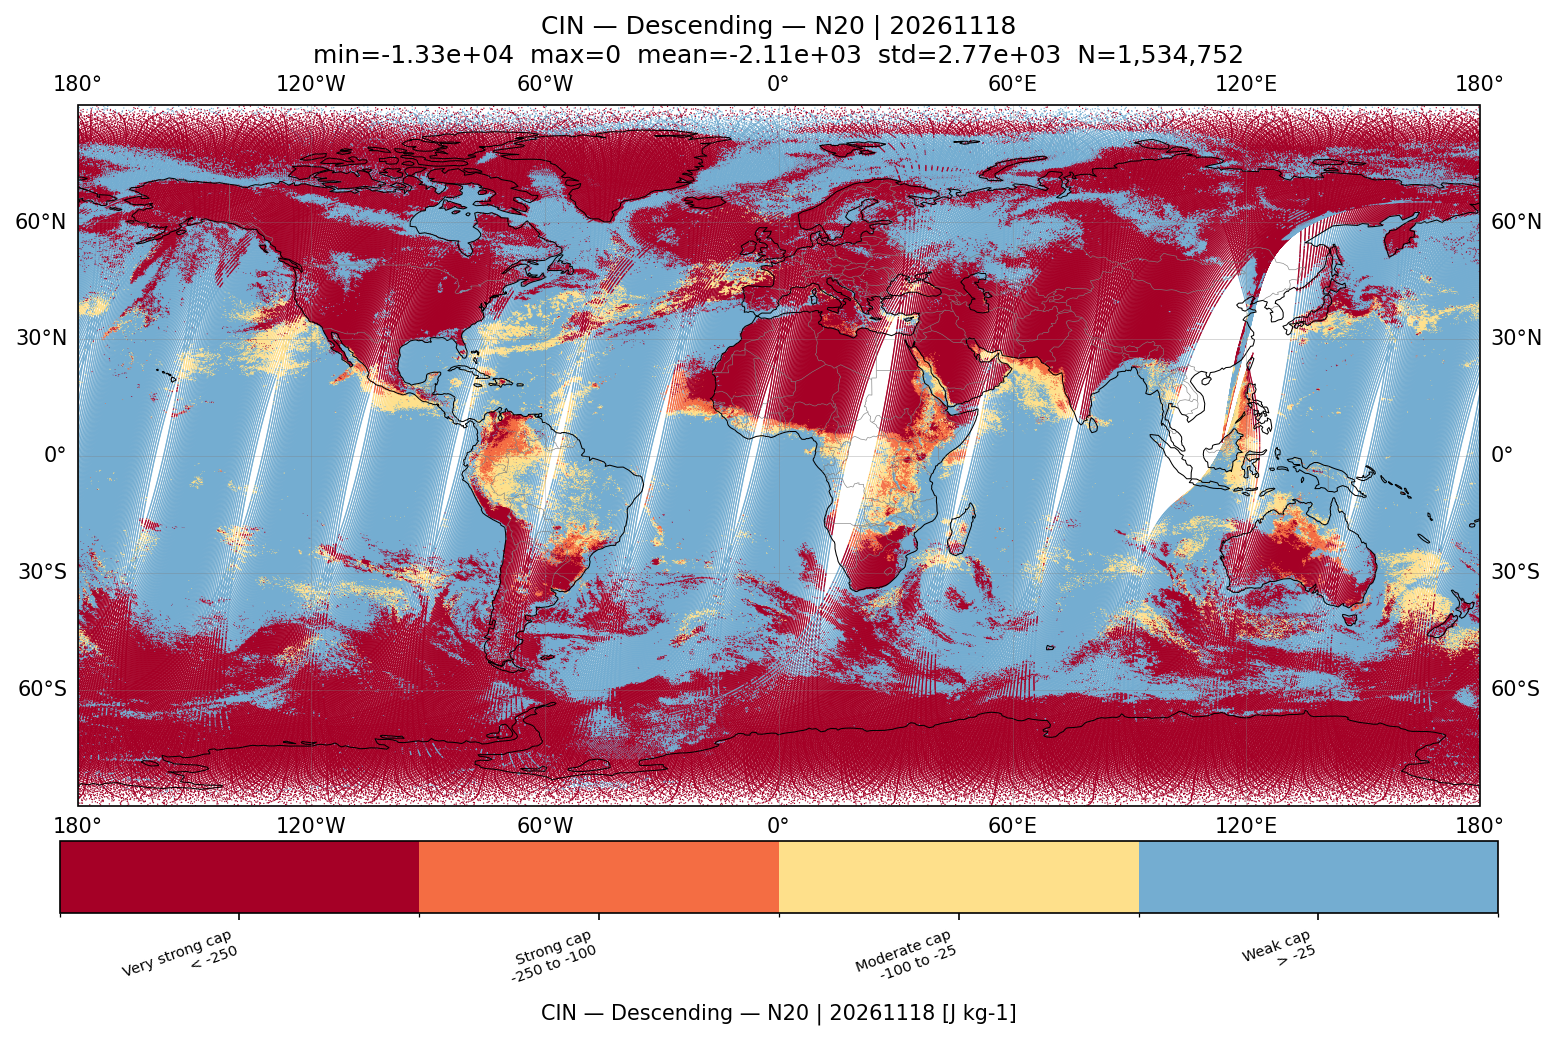 CIN — Descending — N20 | 20261118
min=-1.33e+04 max=0 mean=-2.11e+03 std=2.77e+03 N=1,534,752
180° 120°W 60°W 0° 60°E 120°E 180°
60°N 60°N
30°N 30°N
0° 0°
30°S 30°S
60°S 60°S
180° 120°W 60°W 0° 60°E 120°E 180°
Very strong cap
< -250
Strong cap
-250 to -100
Moderate cap
-100 to -25
Weak cap
> -25
CIN — Descending — N20 | 20261118 [J kg-1]